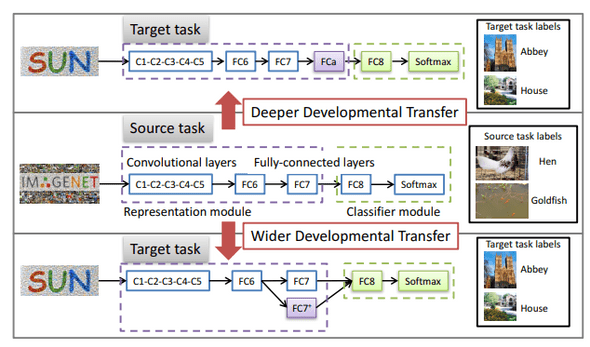 Target task
Target task labels
SUN
C1-C2-C3-C4-C5
FC6
FC7
FCa
FC8
Softmax
Abbey
House
Deeper Developmental Transfer
Source task
Source task labels
Convolutional layers
Fully-connected layers
IMAGENET
C1-C2-C3-C4-C5
FC6
FC7
FC8
Softmax
Hen
Goldfish
Representation module
Classifier module
Wider Developmental Transfer
Target task
Target task labels
SUN
C1-C2-C3-C4-C5
FC6
FC7
FC8
Softmax
FC7⁺
Abbey
House